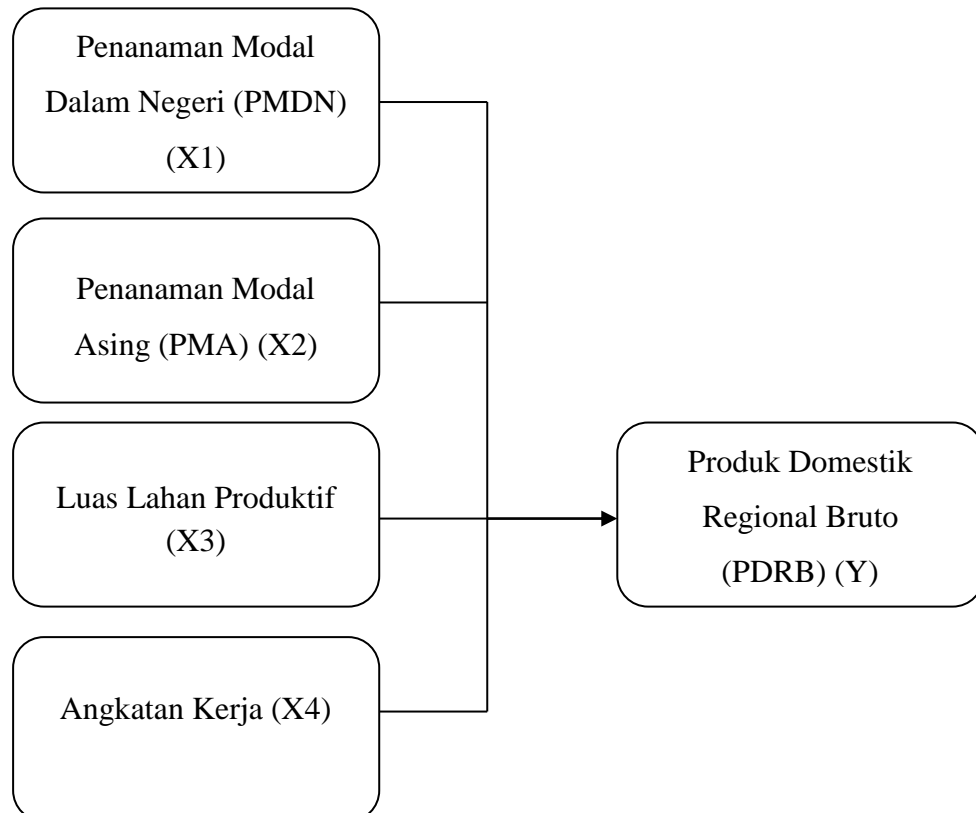 Penanaman Modal
Dalam Negeri (PMDN)
(X1)
Penanaman Modal
Asing (PMA) (X2)
Luas Lahan Produktif
(X3)
Angkatan Kerja (X4)
Produk Domestik
Regional Bruto
(PDRB) (Y)